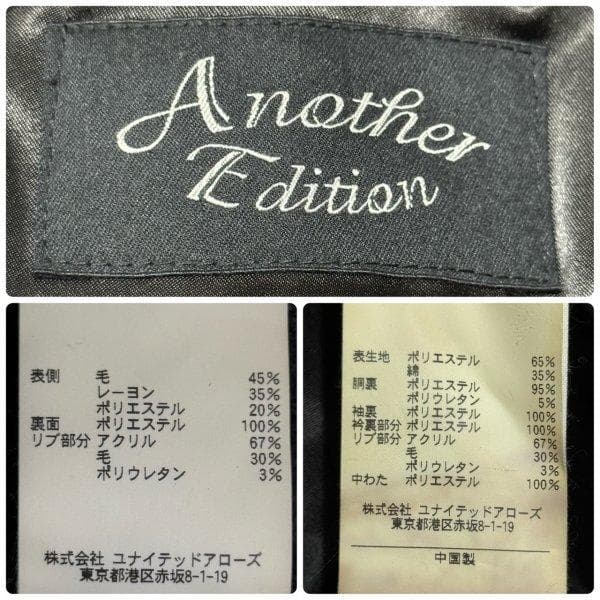 Another
Edition
表側 毛 45%
レーヨン 35%
ポリエステル 20%
裏面 ポリエステル 100%
リブ部分 アクリル 67%
毛 30%
ポリウレタン 3%
株式会社 ユナイテッドアローズ
東京都港区赤坂8-1-19
表生地 ポリエステル 65%
綿 35%
胴裏 ポリエステル 95%
ポリウレタン 5%
袖裏 ポリエステル 100%
衿裏部分 ポリエステル 100%
リブ部分 アクリル 67%
毛 30%
ポリウレタン 3%
中わた ポリエステル 100%
株式会社 ユナイテッドアローズ
東京都港区赤坂8-1-19
中国製